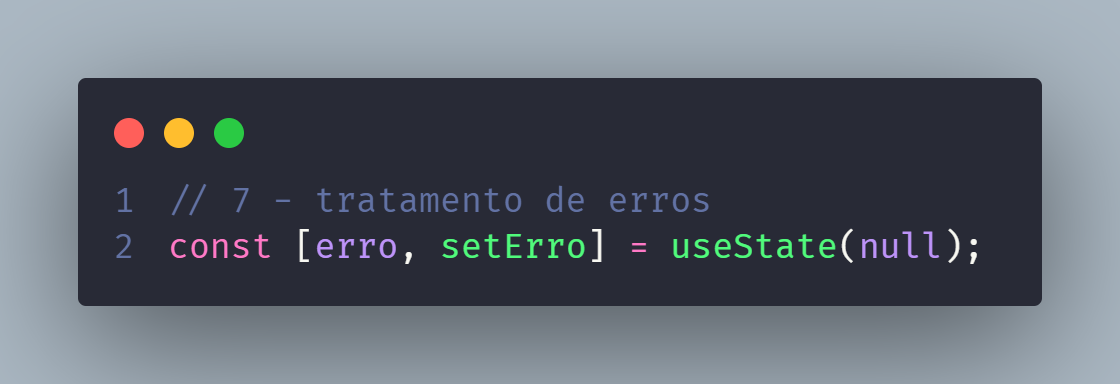 1 // 7 - tratamento de erros
2 const [erro, setErro] = useState(null);